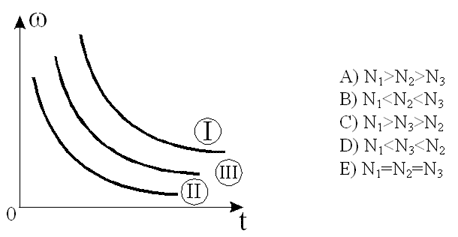 ω
I
III
II
0
t
A) N₁>N₂>N₃
B) N₁<N₂<N₃
C) N₁>N₃>N₂
D) N₁<N₃<N₂
E) N₁=N₂=N₃